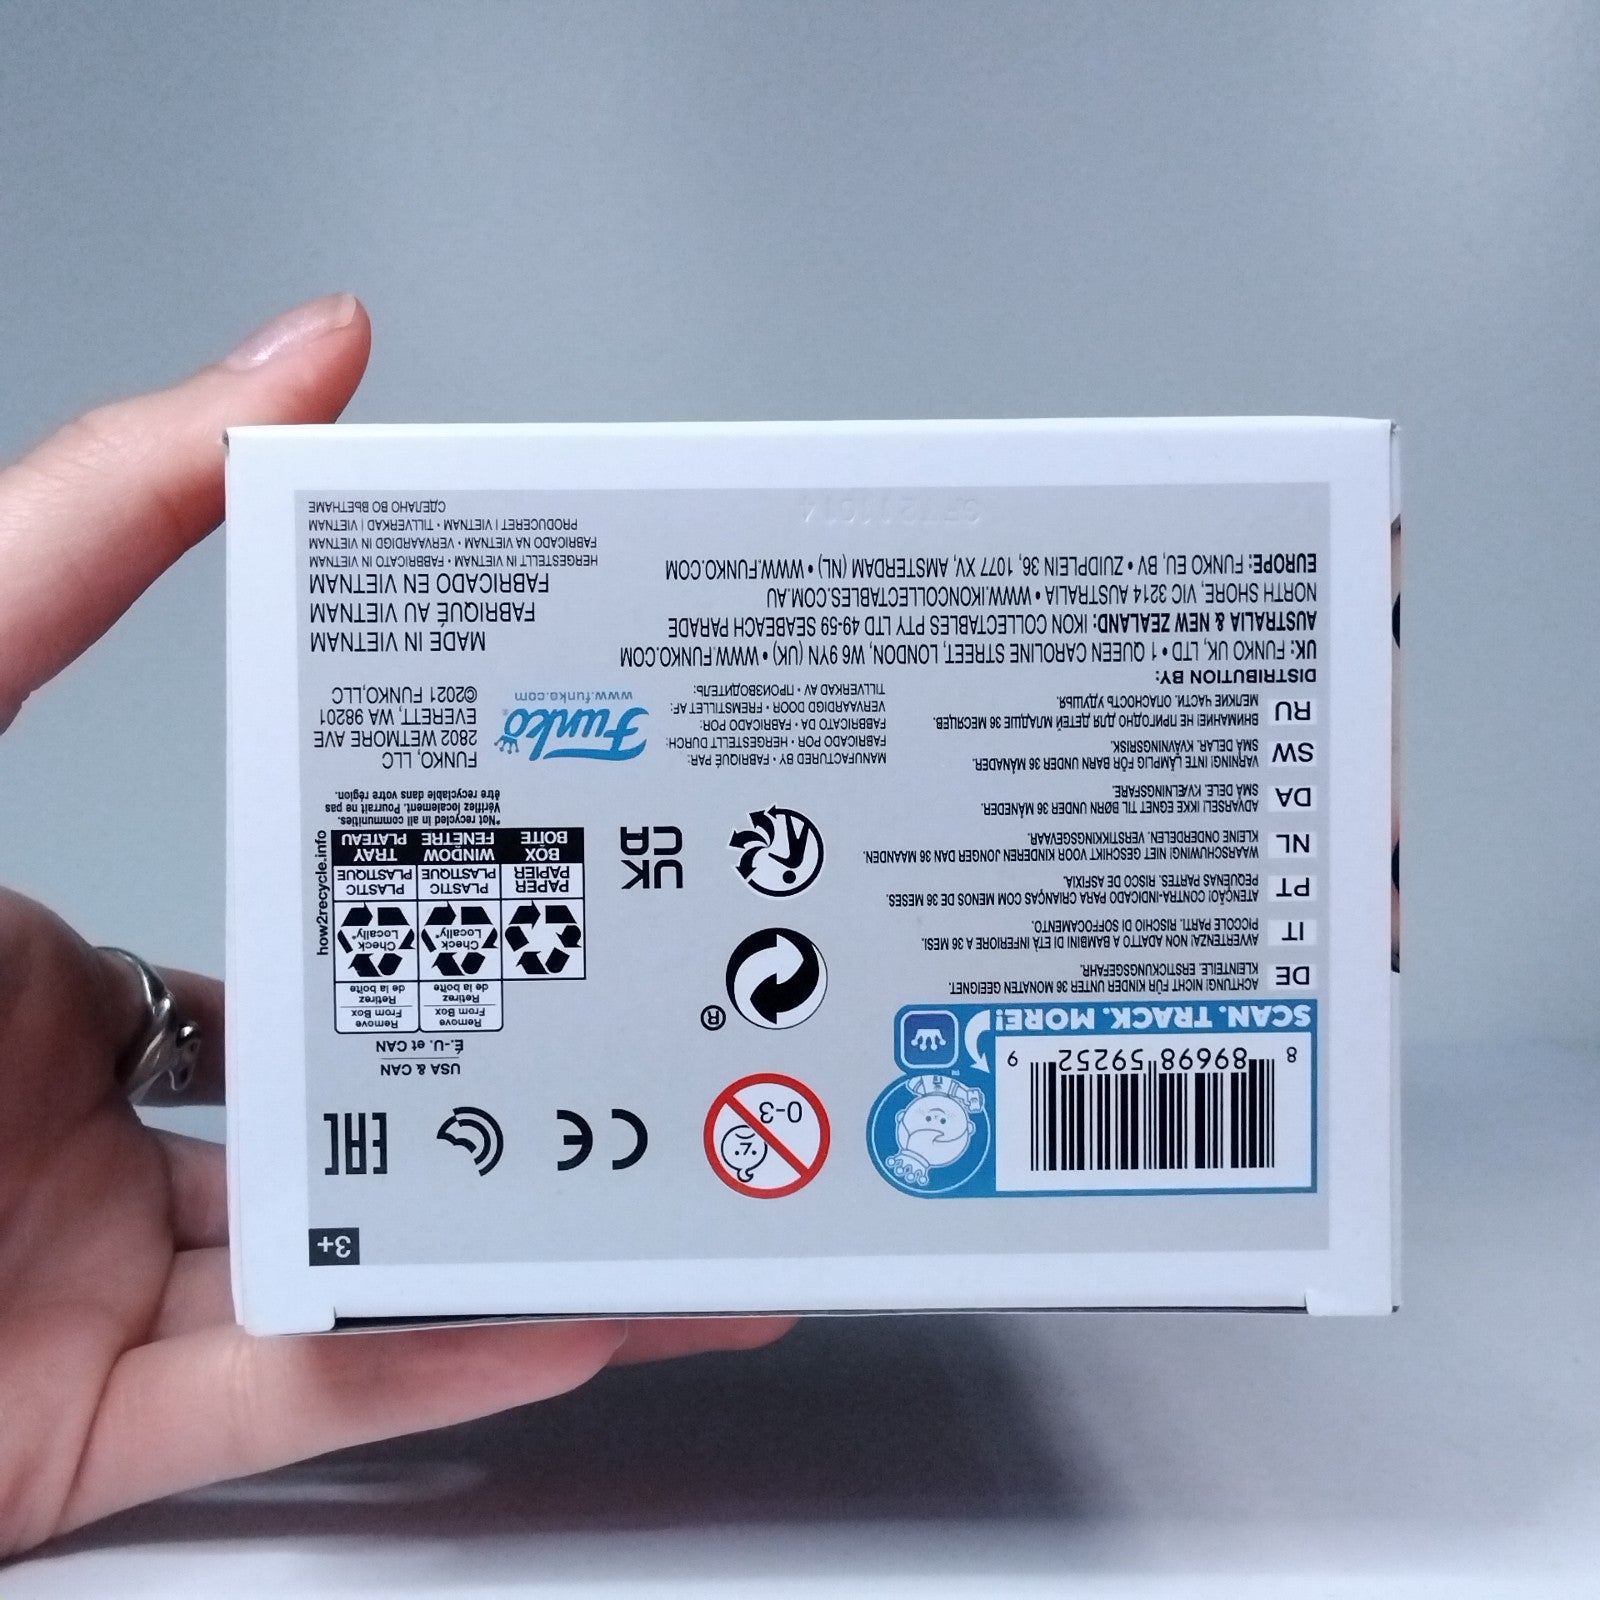 3+
8 89698 59252 9
SCAN. TRACK. MORE!
TM
0-3
CE
EAC
USA & CAN
É.-U. et CAN
Remove From Box
Retirez de la boîte
Remove From Box
Retirez de la boîte
Check Locally*
Check Locally*
PAPER
PAPIER
BOX
BOÎTE
PLASTIC
PLASTIQUE
WINDOW
FENÊTRE
PLASTIC
PLASTIQUE
TRAY
PLATEAU
how2recycle.info
*Not recycled in all communities.
Vérifiez localement. Pourrait ne pas
être recyclable dans votre région.
®
UK
CA
DE ACHTUNG! NICHT FÜR KINDER UNTER 36 MONATEN GEEIGNET.
KLEINTEILE. ERSTICKUNGSGEFAHR.
IT AVVERTENZA! NON ADATTO A BAMBINI DI ETÀ INFERIORE A 36 MESI.
PICCOLE PARTI. RISCHIO DI SOFFOCAMENTO.
PT ATENÇÃO! CONTRA-INDICADO PARA CRIANÇAS COM MENOS DE 36 MESES.
PEQUENAS PARTES. RISCO DE ASFIXIA.
NL WAARSCHUWING! NIET GESCHIKT VOOR KINDEREN JONGER DAN 36 MAANDEN.
KLEINE ONDERDELEN. VERSTIKKINGSGEVAAR.
DA ADVARSEL! IKKE EGNET TIL BØRN UNDER 36 MÅNEDER.
SMÅ DELE. KVÆLNINGSFARE.
SW VARNING! INTE LÄMPLIG FÖR BARN UNDER 36 MÅNADER.
SMÅ DELAR. KVÄVNINGSRISK.
RU ВНИМАНИЕ! НЕ ПРИГОДНО ДЛЯ ДЕТЕЙ МЛАДШЕ 36 МЕСЯЦЕВ.
МЕЛКИЕ ЧАСТИ. ОПАСНОСТЬ УДУШЬЯ.
MANUFACTURED BY • FABRIQUÉ PAR:
FABRICADO POR • HERGESTELLT DURCH:
FABBRICATO DA • FABRICADO POR:
VERVAARDIGD DOOR • FREMSTILLET AF:
TILLVERKAD AV • ПРОИЗВОДИТЕЛЬ:
Funko®
www.funko.com
FUNKO, LLC
2802 WETMORE AVE
EVERETT, WA 98201
©2021 FUNKO,LLC
DISTRIBUTION BY:
UK: FUNKO UK, LTD • 1 QUEEN CAROLINE STREET, LONDON, W6 9YN (UK) • WWW.FUNKO.COM
AUSTRALIA & NEW ZEALAND: IKON COLLECTABLES PTY LTD 49-59 SEABEACH PARADE
NORTH SHORE, VIC 3214 AUSTRALIA • WWW.IKONCOLLECTABLES.COM.AU
EUROPE: FUNKO EU, BV • ZUIDPLEIN 36, 1077 XV, AMSTERDAM (NL) • WWW.FUNKO.COM
MADE IN VIETNAM
FABRIQUÉ AU VIETNAM
FABRICADO EN VIETNAM
HERGESTELLT IN VIETNAM • FABBRICATO IN VIETNAM
FABRICADO NA VIETNAM • VERVAARDIGD IN VIETNAM
PRODUCERET I VIETNAM • TILLVERKAD I VIETNAM
СДЕЛАНО ВО ВЬЕТНАМЕ